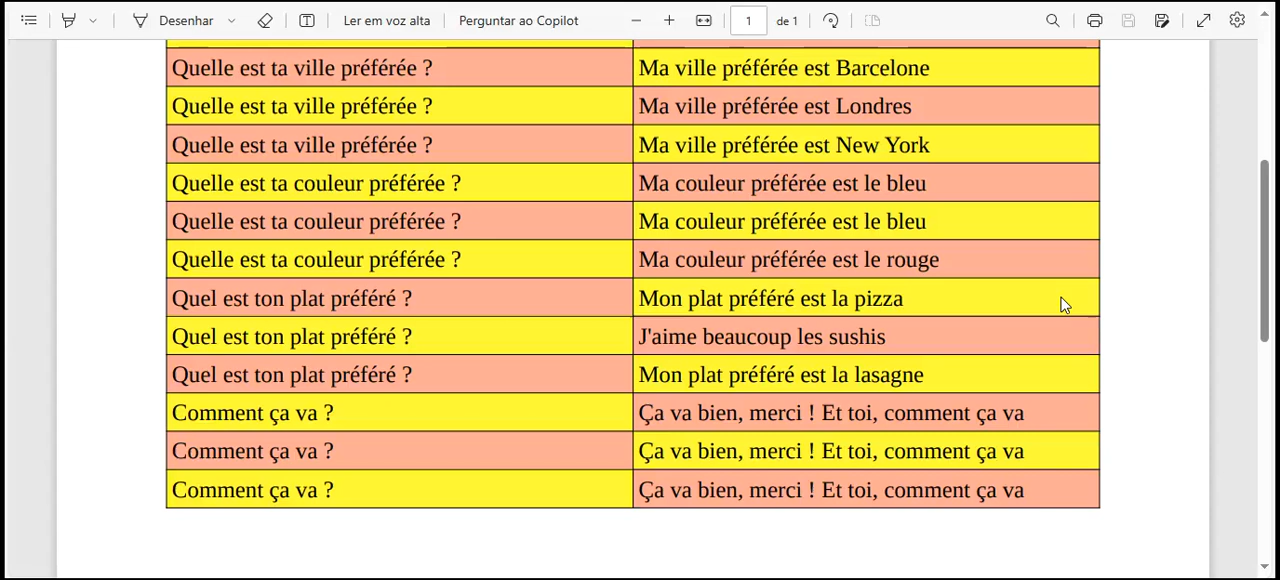 Desenhar
Ler em voz alta
Perguntar ao Copilot
1
de 1
Quelle est ta ville préférée ? Ma ville préférée est Barcelone
Quelle est ta ville préférée ? Ma ville préférée est Londres
Quelle est ta ville préférée ? Ma ville préférée est New York
Quelle est ta couleur préférée ? Ma couleur préférée est le bleu
Quelle est ta couleur préférée ? Ma couleur préférée est le bleu
Quelle est ta couleur préférée ? Ma couleur préférée est le rouge
Quel est ton plat préféré ? Mon plat préféré est la pizza
Quel est ton plat préféré ? J'aime beaucoup les sushis
Quel est ton plat préféré ? Mon plat préféré est la lasagne
Comment ça va ? Ça va bien, merci ! Et toi, comment ça va
Comment ça va ? Ça va bien, merci ! Et toi, comment ça va
Comment ça va ? Ça va bien, merci ! Et toi, comment ça va